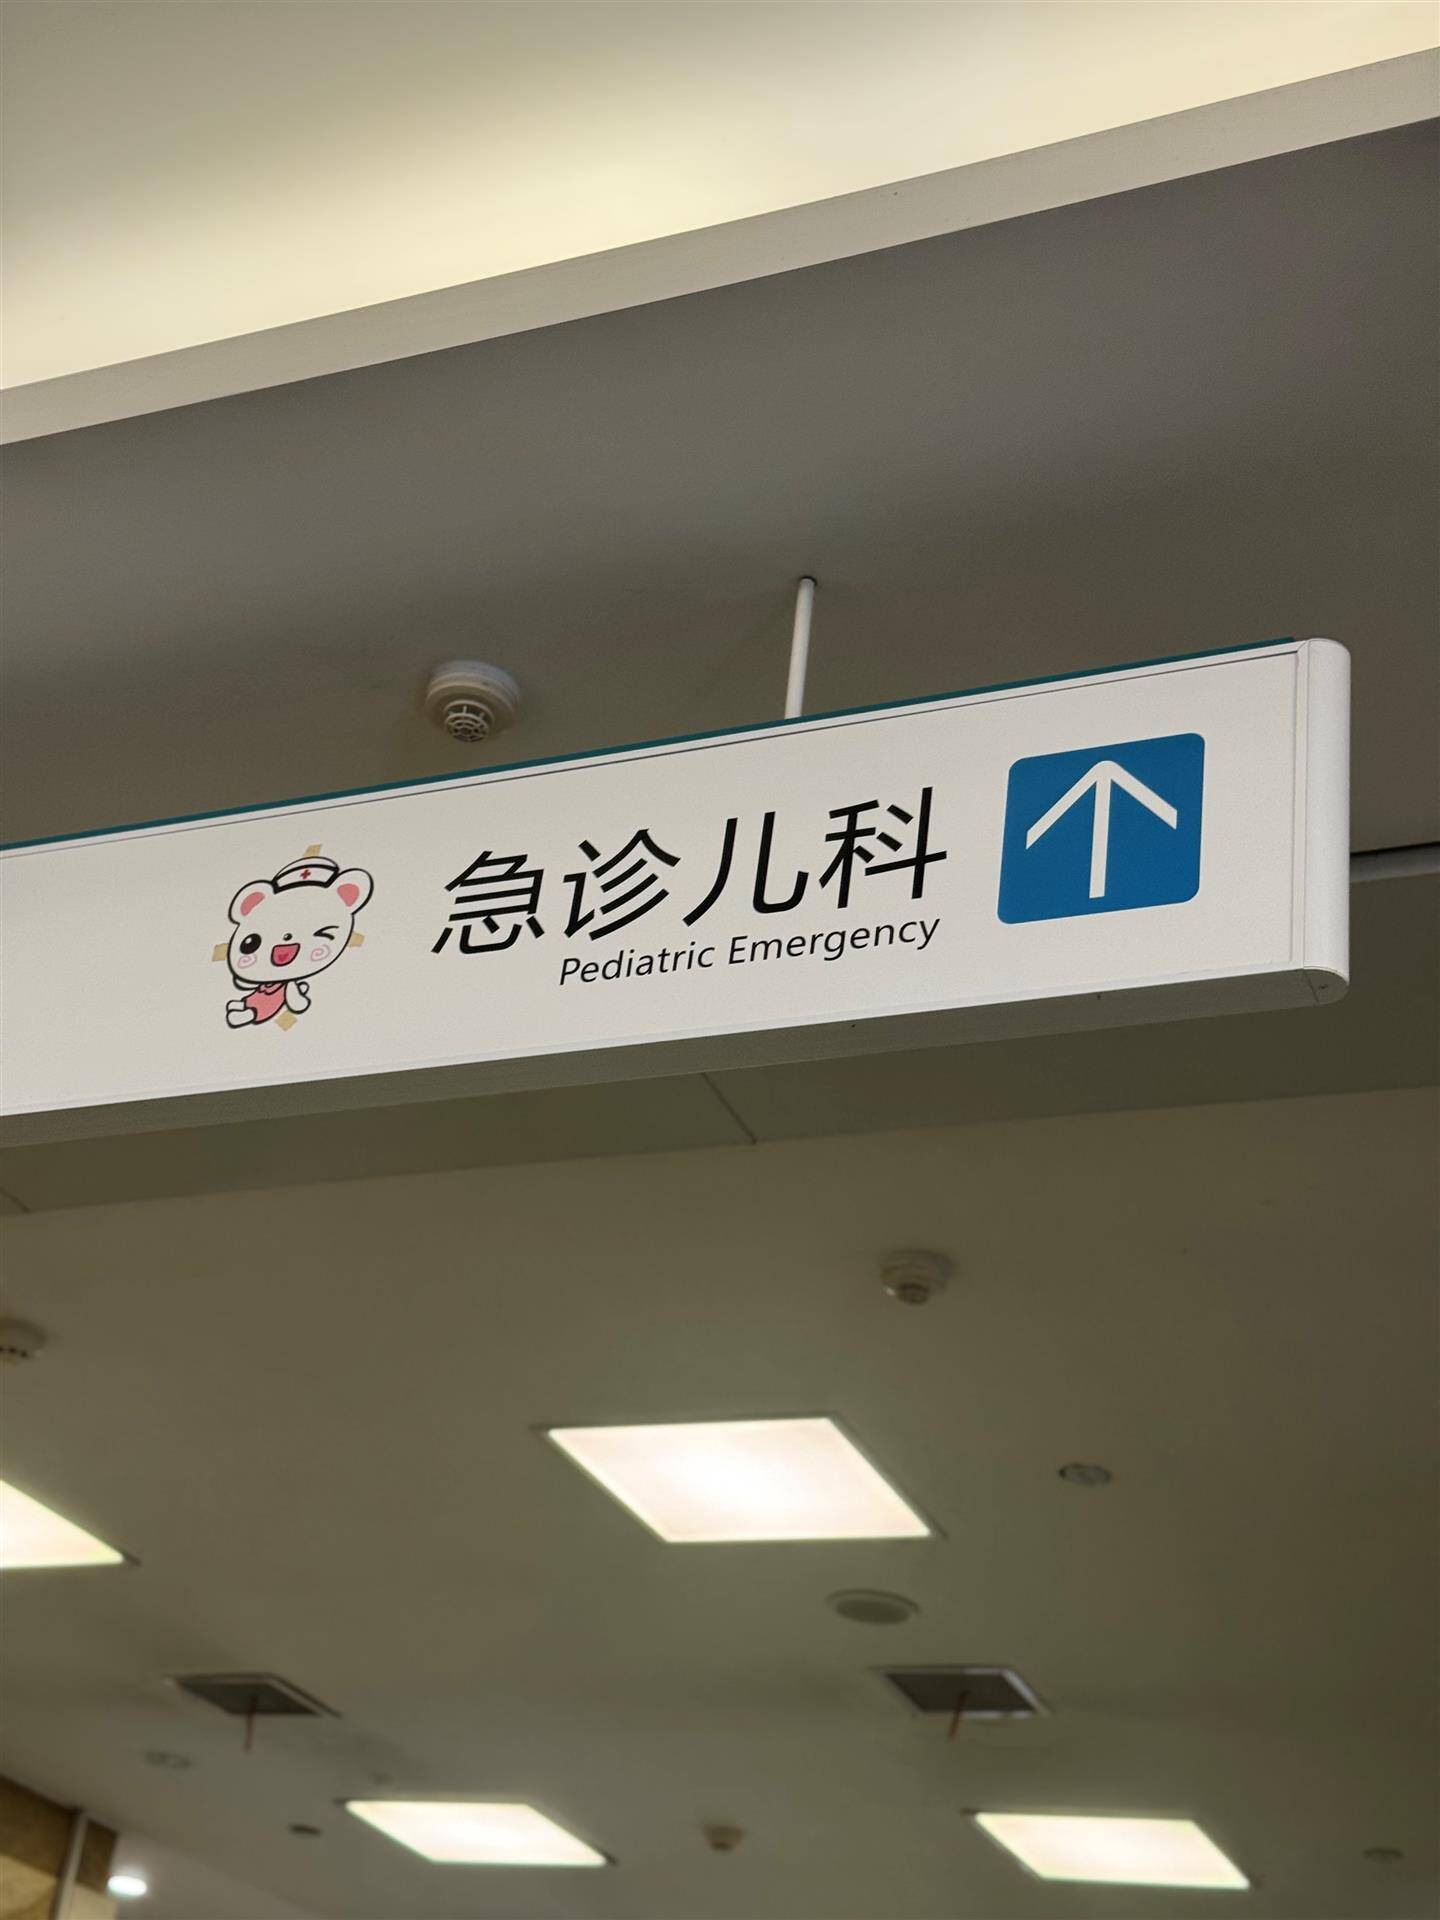 急诊儿科
Pediatric Emergency